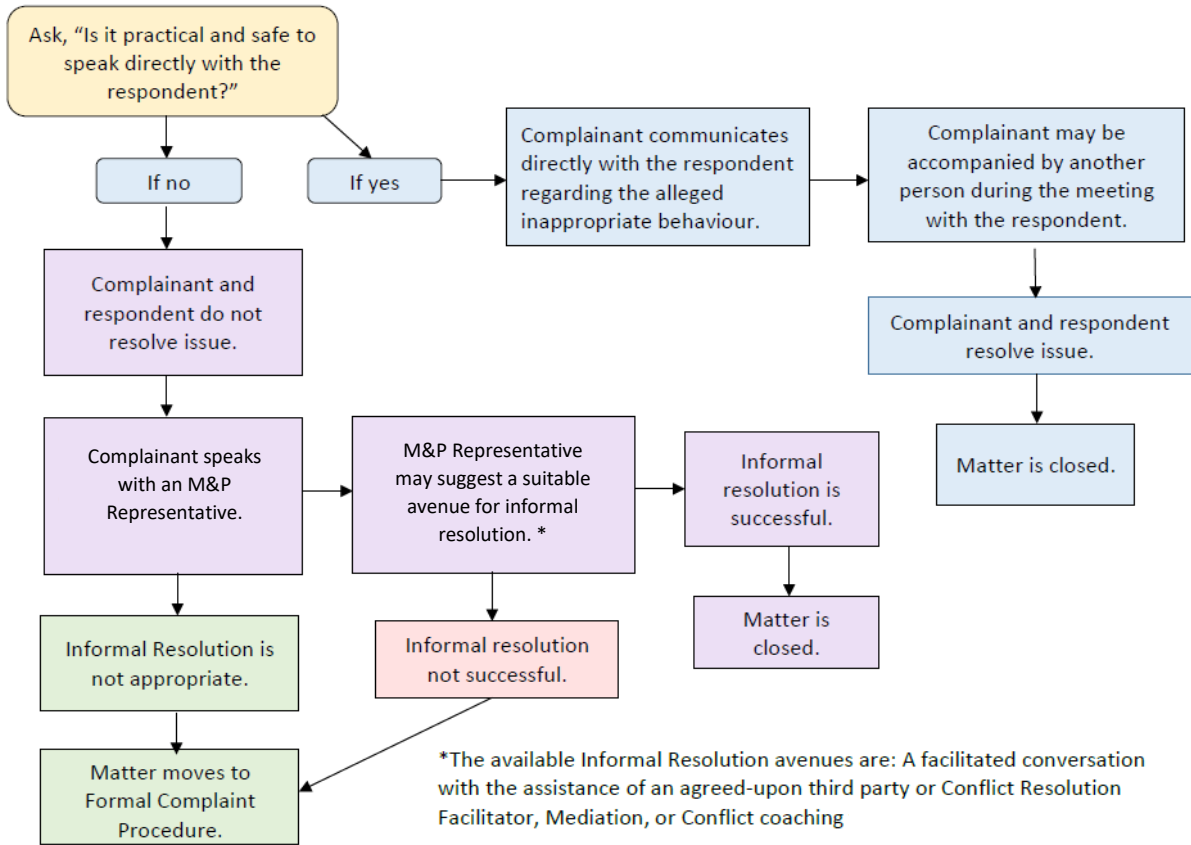 Ask, “Is it practical and safe to
speak directly with the
respondent?”
If no
If yes
Complainant communicates
directly with the respondent
regarding the alleged
inappropriate behaviour.
Complainant may be
accompanied by another
person during the meeting
with the respondent.
Complainant and respondent
resolve issue.
Matter is closed.
Complainant and
respondent do not
resolve issue.
Complainant speaks
with an M&P
Representative.
M&P Representative
may suggest a suitable
avenue for informal
resolution. *
Informal
resolution is
successful.
Matter is
closed.
Informal Resolution is
not appropriate.
Informal resolution
not successful.
Matter moves to
Formal Complaint
Procedure.
*The available Informal Resolution avenues are: A facilitated conversation
with the assistance of an agreed-upon third party or Conflict Resolution
Facilitator, Mediation, or Conflict coaching